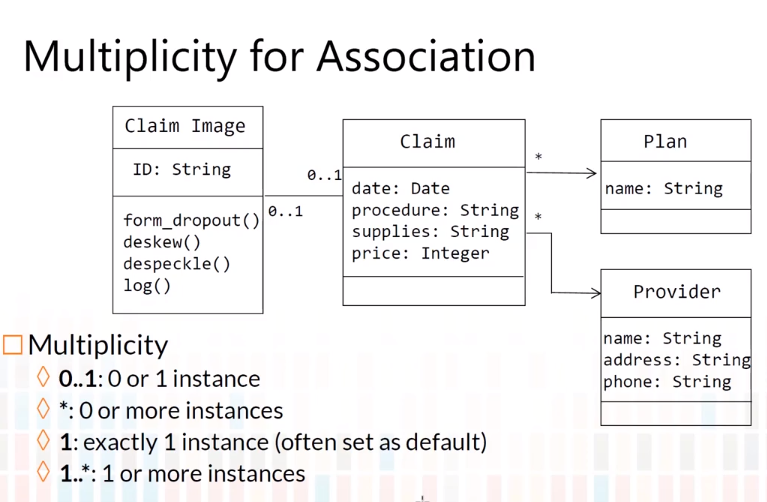 Multiplicity for Association
Claim Image
ID: String
form_dropout()
deskew()
despeckle()
log()
0..1
0..1
Claim
date: Date
procedure: String
supplies: String
price: Integer
*
*
Plan
name: String
Provider
name: String
address: String
phone: String
Multiplicity
0..1: 0 or 1 instance
*: 0 or more instances
1: exactly 1 instance (often set as default)
1..*: 1 or more instances